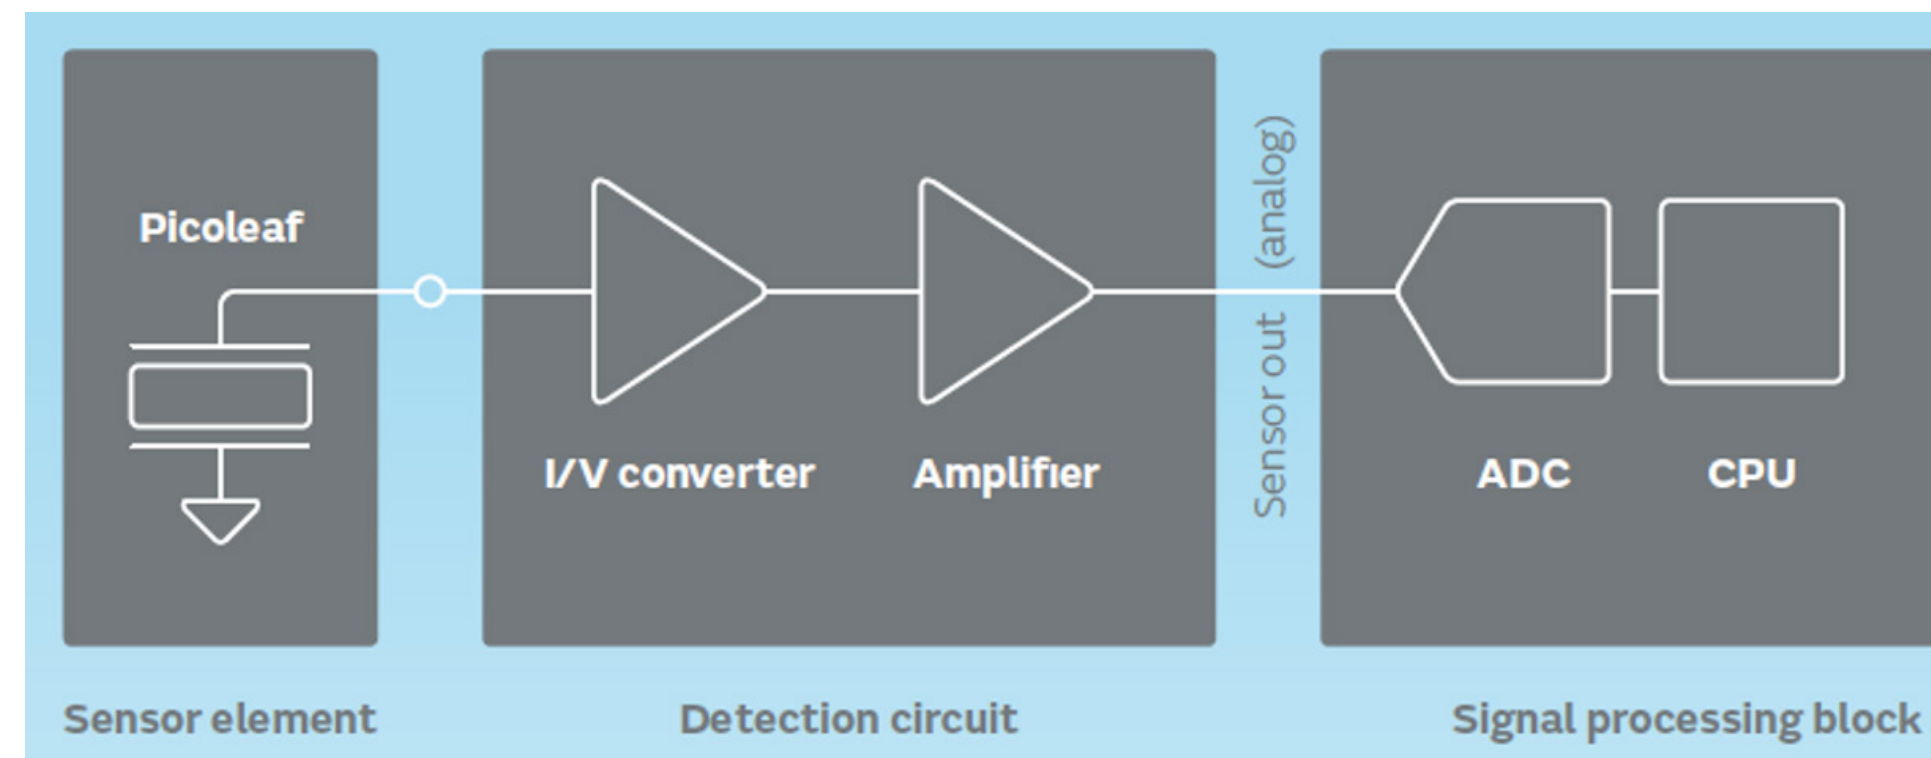 Picoleaf
I/V converter
Amplifier
Sensor out (analog)
ADC
CPU
Sensor element
Detection circuit
Signal processing block